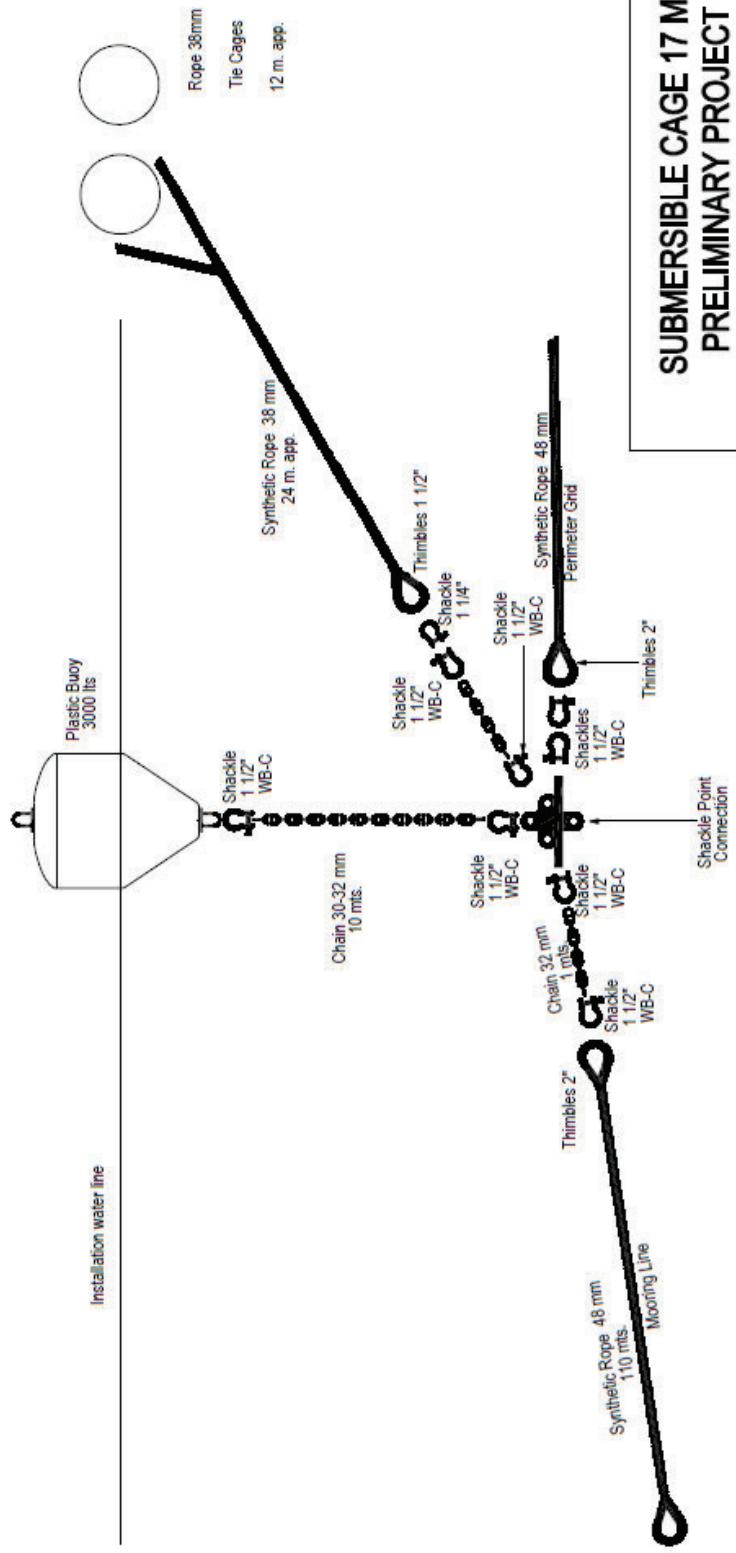 Installation water line
Plastic Buoy
3000 lts
Rope 38mm
Tie Cages
12 m. app.
Shackle
1 1/2"
WB-C
Chain 30-32 mm
10 mts.
Synthetic Rope 38 mm
24 m. app.
Thimbles 1 1/2"
Shackle
1 1/4"
Shackle
1 1/2"
WB-C
Shackle
1 1/2"
WB-C
Shackle
1 1/2"
WB-C
Synthetic Rope 48 mm
Perimeter Grid
Thimbles 2"
Shackles
1 1/2"
WB-C
Shackle Point
Connection
Shackle
1 1/2"
WB-C
Chain 32 mm
1 mts.
Shackle
1 1/2"
WB-C
Thimbles 2"
Synthetic Rope 48 mm
110 mts.
Mooring Line
SUBMERSIBLE CAGE 17 M
PRELIMINARY PROJECT